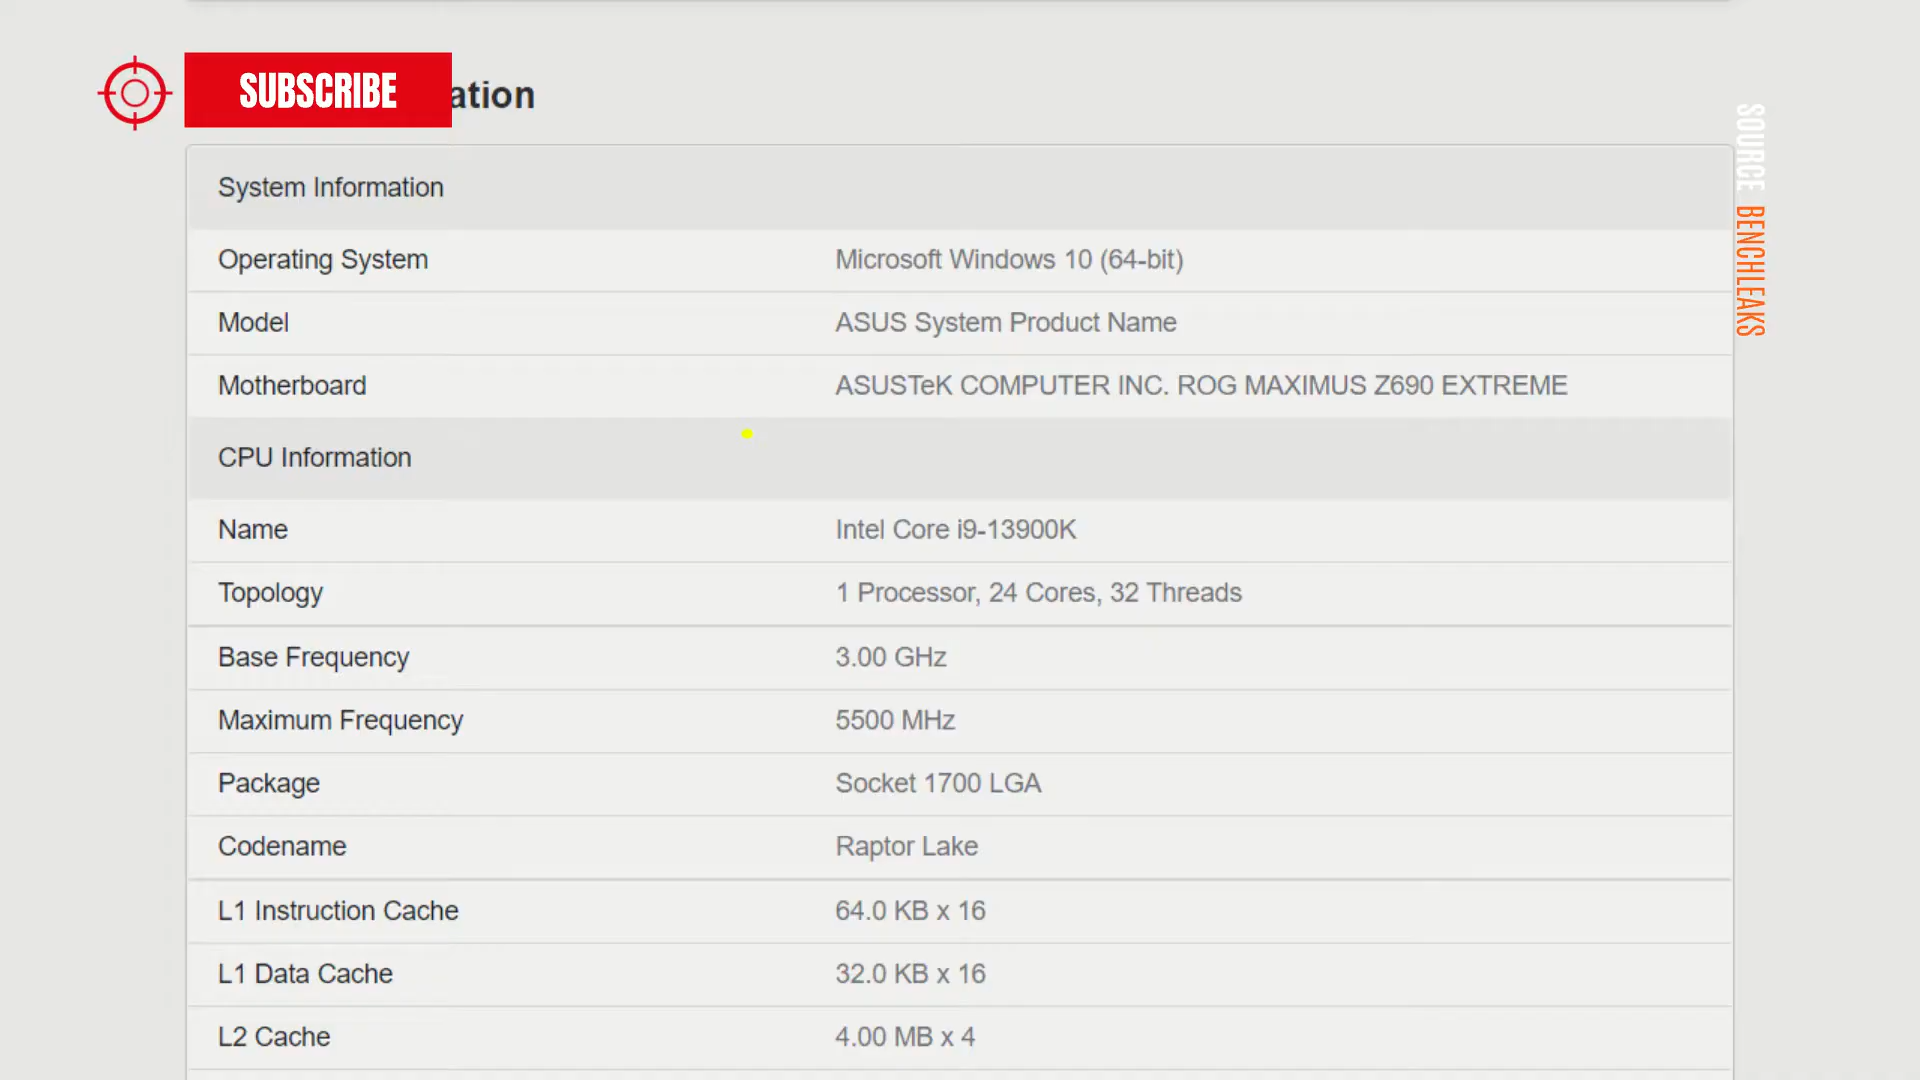 SUBSCRIBE
ation
SOURCE BENCHLEAKS
System Information
Operating System Microsoft Windows 10 (64-bit)
Model ASUS System Product Name
Motherboard ASUSTeK COMPUTER INC. ROG MAXIMUS Z690 EXTREME
CPU Information
Name Intel Core i9-13900K
Topology 1 Processor, 24 Cores, 32 Threads
Base Frequency 3.00 GHz
Maximum Frequency 5500 MHz
Package Socket 1700 LGA
Codename Raptor Lake
L1 Instruction Cache 64.0 KB x 16
L1 Data Cache 32.0 KB x 16
L2 Cache 4.00 MB x 4